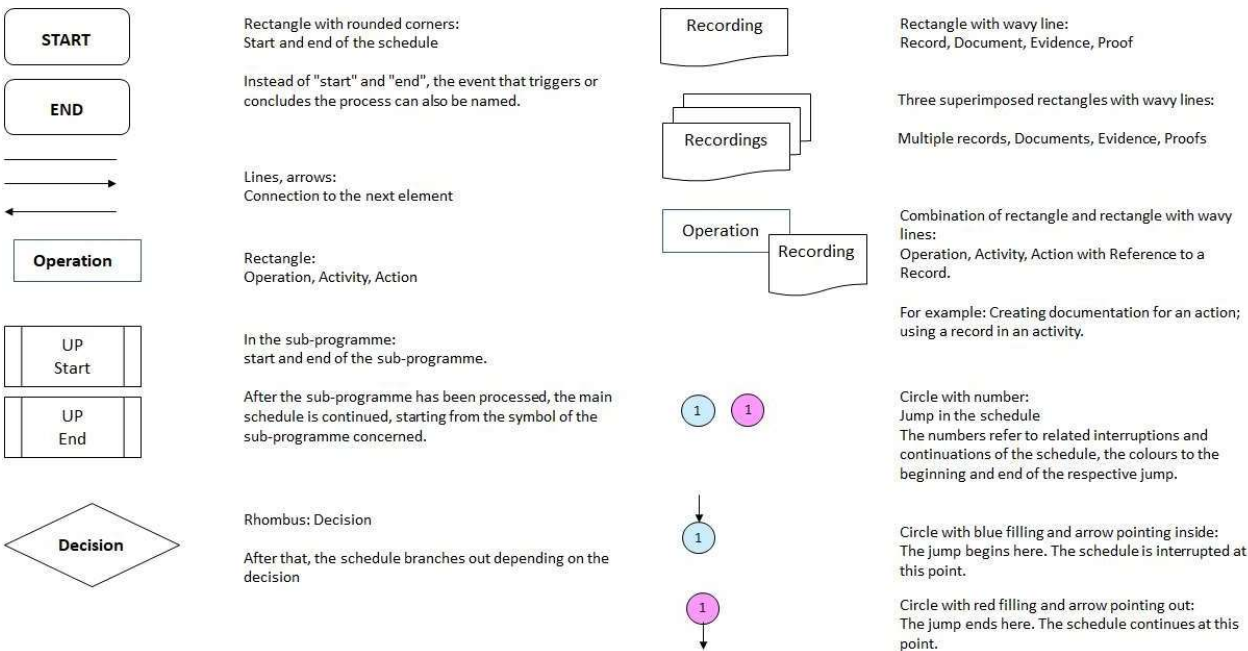 START
Rectangle with rounded corners:
Start and end of the schedule
Instead of "start" and "end", the event that triggers or
concludes the process can also be named.
END
Lines, arrows:
Connection to the next element
Operation
Rectangle:
Operation, Activity, Action
UP
Start
In the sub-programme:
start and end of the sub-programme.
UP
End
After the sub-programme has been processed, the main
schedule is continued, starting from the symbol of the
sub-programme concerned.
Decision
Rhombus: Decision
After that, the schedule branches out depending on the
decision
Recording
Rectangle with wavy line:
Record, Document, Evidence, Proof
Recordings
Three superimposed rectangles with wavy lines:
Multiple records, Documents, Evidence, Proofs
Operation
Recording
Combination of rectangle and rectangle with wavy
lines:
Operation, Activity, Action with Reference to a
Record.
For example: Creating documentation for an action;
using a record in an activity.
1 1
Circle with number:
Jump in the schedule
The numbers refer to related interruptions and
continuations of the schedule, the colours to the
beginning and end of the respective jump.
1
Circle with blue filling and arrow pointing inside:
The jump begins here. The schedule is interrupted at
this point.
1
Circle with red filling and arrow pointing out:
The jump ends here. The schedule continues at this
point.